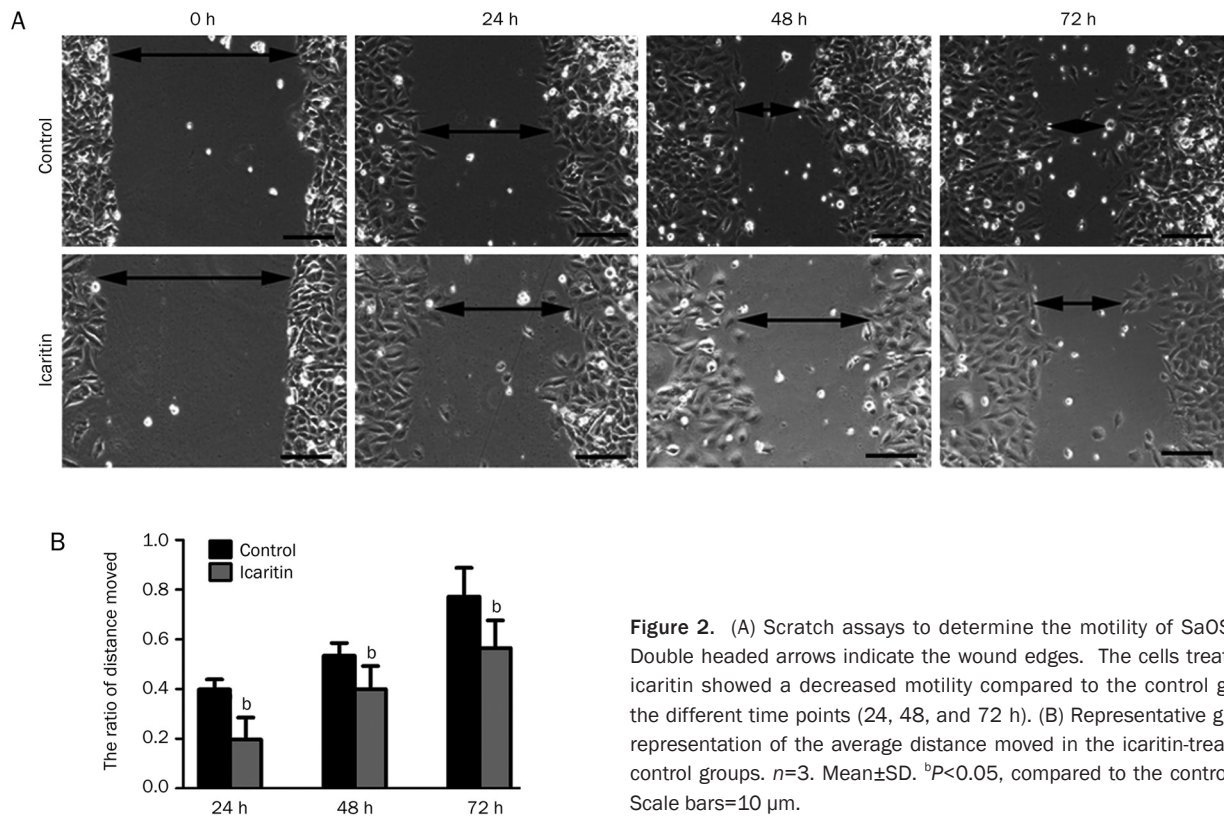 A
0 h 24 h 48 h 72 h
Control
Icaritin
B
The ratio of distance moved
1.0
0.8
0.6
0.4
0.2
0.0
Control
Icaritin
b
b
b
24 h 48 h 72 h
Figure 2. (A) Scratch assays to determine the motility of SaOS
Double headed arrows indicate the wound edges. The cells treat
icaritin showed a decreased motility compared to the control g
the different time points (24, 48, and 72 h). (B) Representative g
representation of the average distance moved in the icaritin-trea
control groups. n=3. Mean±SD. ᵇP<0.05, compared to the control
Scale bars=10 μm.